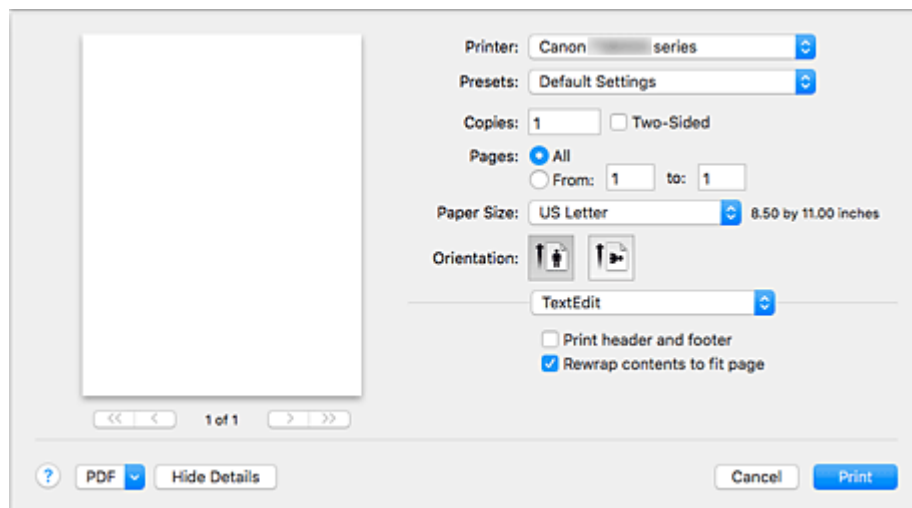 Printer: Canon series
Presets: Default Settings
Copies: 1 Two-Sided
Pages: All
From: 1 to: 1
Paper Size: US Letter 8.50 by 11.00 inches
Orientation:
TextEdit
Print header and footer
Rewrap contents to fit page
<< < 1 of 1 > >>
? PDF Hide Details Cancel Print